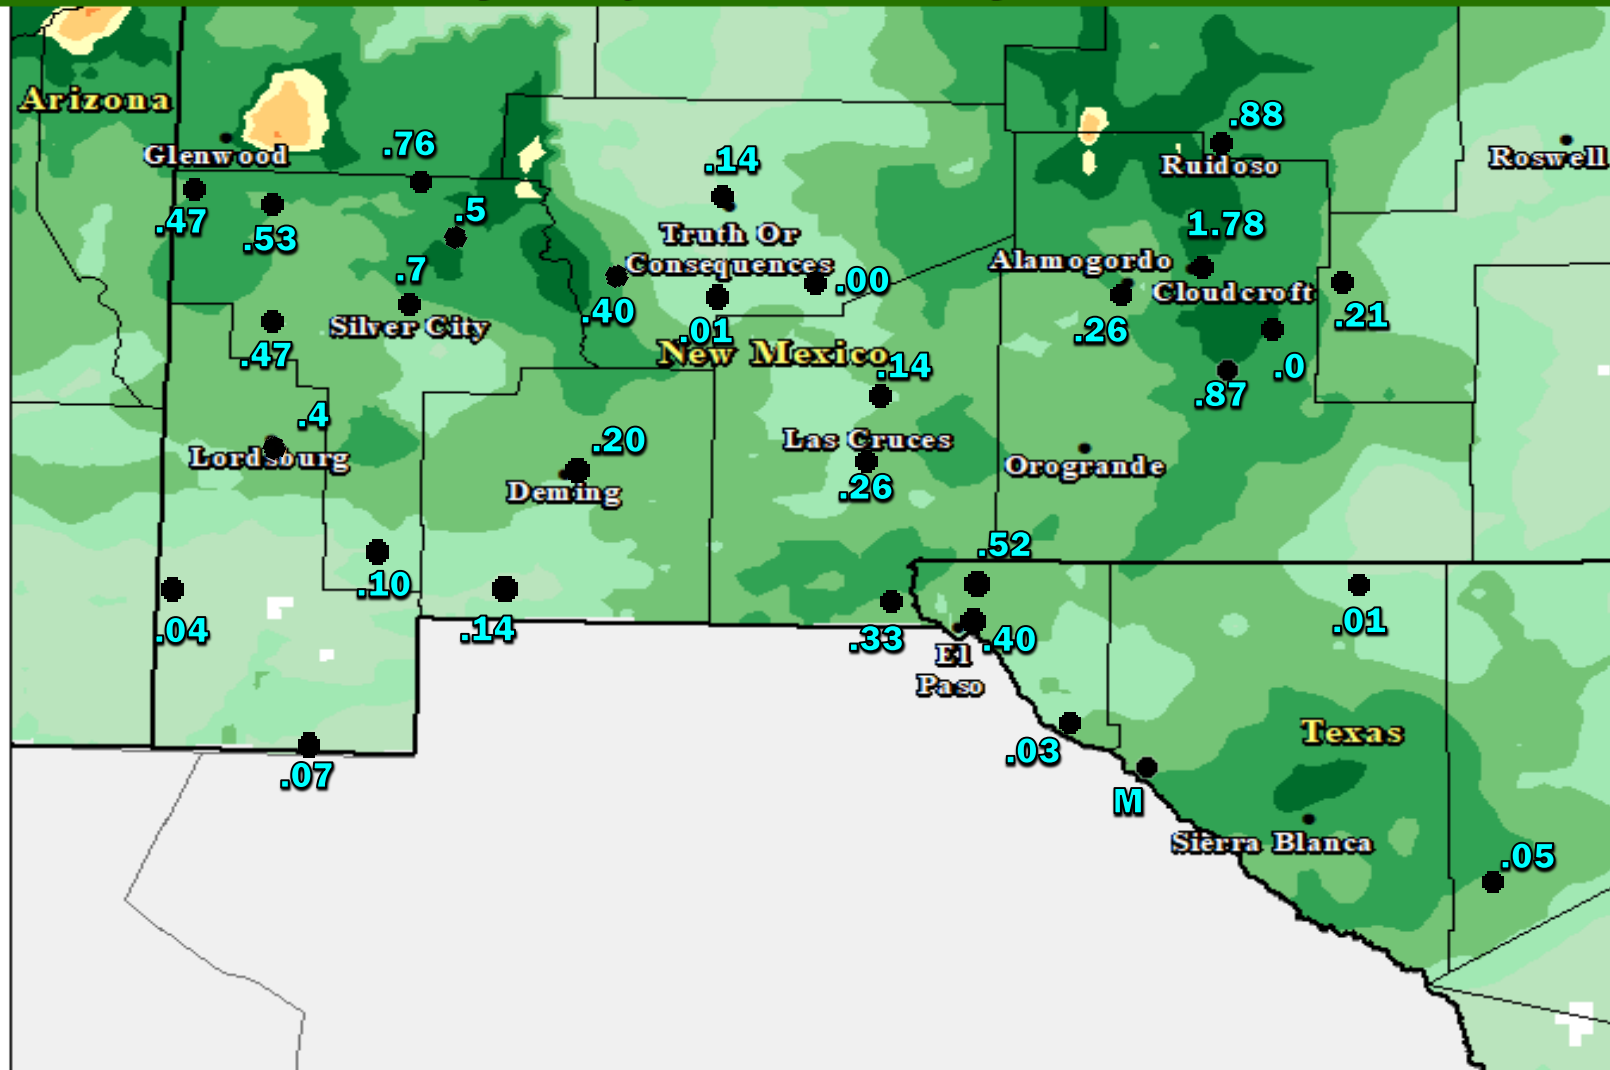 Arizona
.88
Glenwood
.76
.14
Ruidoso
Roswell
.47
.53
.5
1.78
Truth Or
Consequences
.7
.00
Alamogordo
Cloudcroft
.40
.01
.26
.21
Silver City
.47
New Mexico
.14
.0
.87
.4
.20
Las Cruces
Lordsburg
Orogrande
Deming
.26
.52
.10
.04
.14
.33
.40
.01
El
Paso
.03
.07
Texas
M
Sierra Blanca
.05